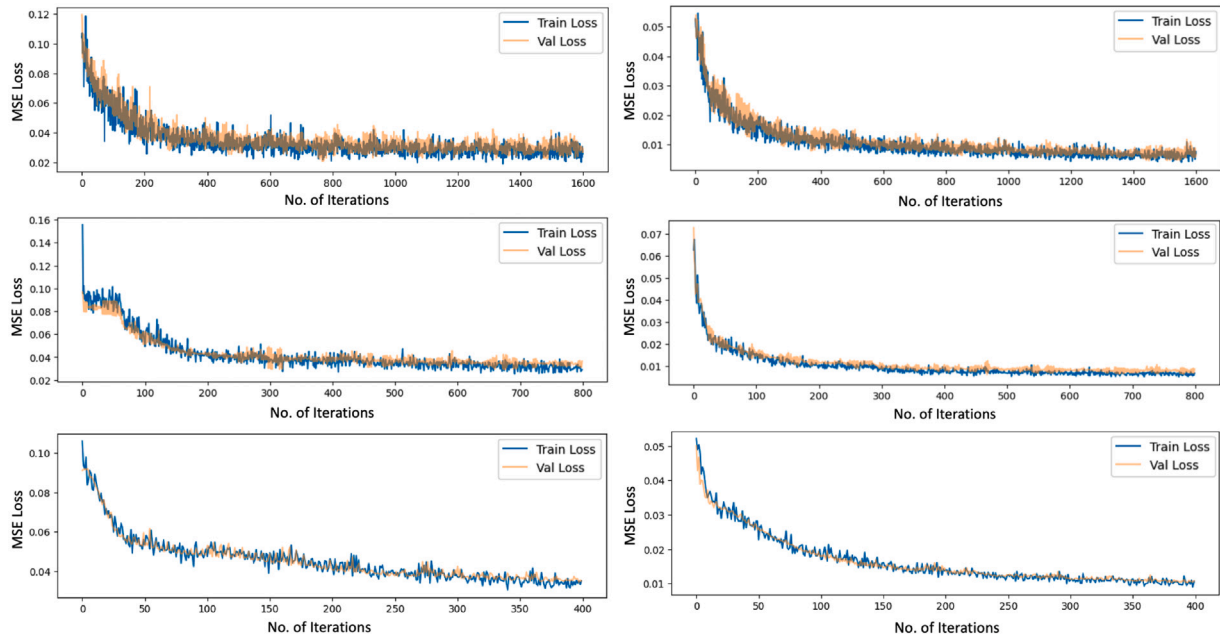 0.12
0.10
0.08
0.06
0.04
0.02
MSE Loss
Train Loss
Val Loss
0 200 400 600 800 1000 1200 1400 1600
No. of Iterations
0.05
0.04
0.03
0.02
0.01
MSE Loss
Train Loss
Val Loss
0 200 400 600 800 1000 1200 1400 1600
No. of Iterations
0.16
0.14
0.12
0.10
0.08
0.06
0.04
0.02
MSE Loss
Train Loss
Val Loss
0 100 200 300 400 500 600 700 800
No. of Iterations
0.07
0.06
0.05
0.04
0.03
0.02
0.01
MSE Loss
Train Loss
Val Loss
0 100 200 300 400 500 600 700 800
No. of Iterations
0.10
0.08
0.06
0.04
MSE Loss
Train Loss
Val Loss
0 50 100 150 200 250 300 350 400
No. of Iterations
0.05
0.04
0.03
0.02
0.01
MSE Loss
Train Loss
Val Loss
0 50 100 150 200 250 300 350 400
No. of Iterations